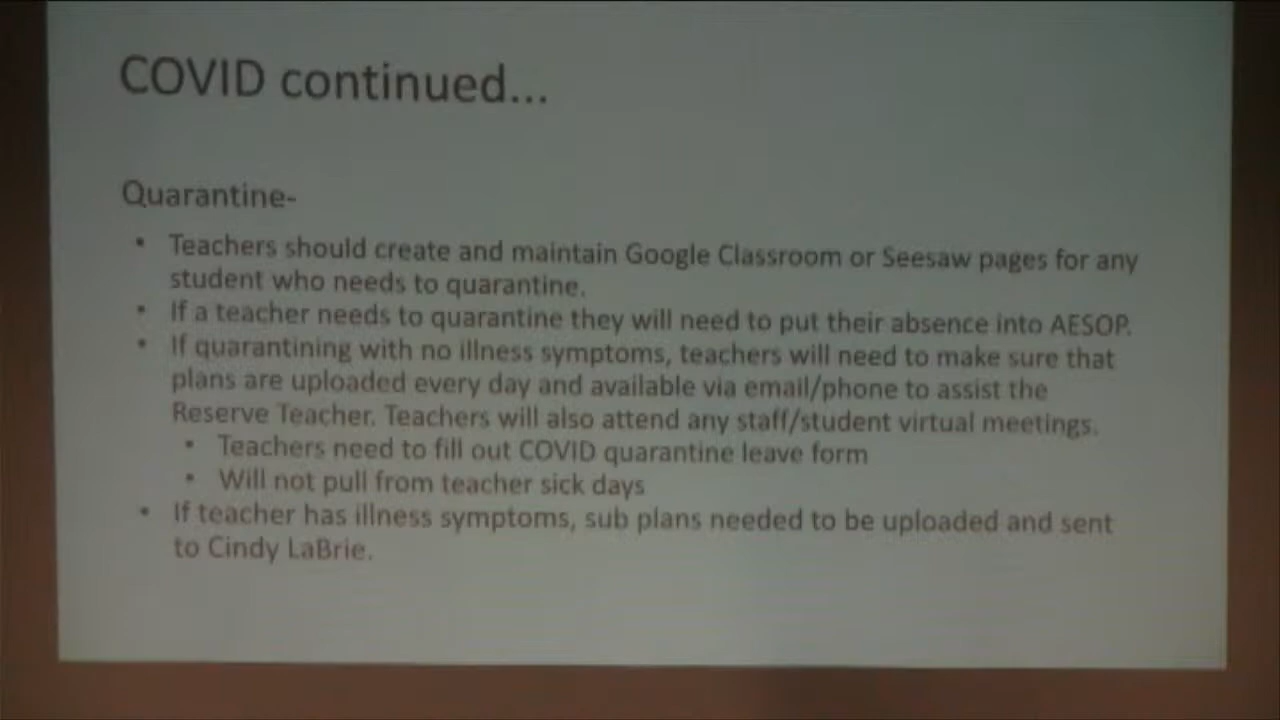 COVID continued...
Quarantine-
• Teachers should create and maintain Google Classroom or Seesaw pages for any
student who needs to quarantine.
• If a teacher needs to quarantine they will need to put their absence into AESOP.
• If quarantining with no illness symptoms, teachers will need to make sure that
plans are uploaded every day and available via email/phone to assist the
Reserve Teacher. Teachers will also attend any staff/student virtual meetings.
• Teachers need to fill out COVID quarantine leave form
• Will not pull from teacher sick days
• If teacher has illness symptoms, sub plans needed to be uploaded and sent
to Cindy LaBrie.